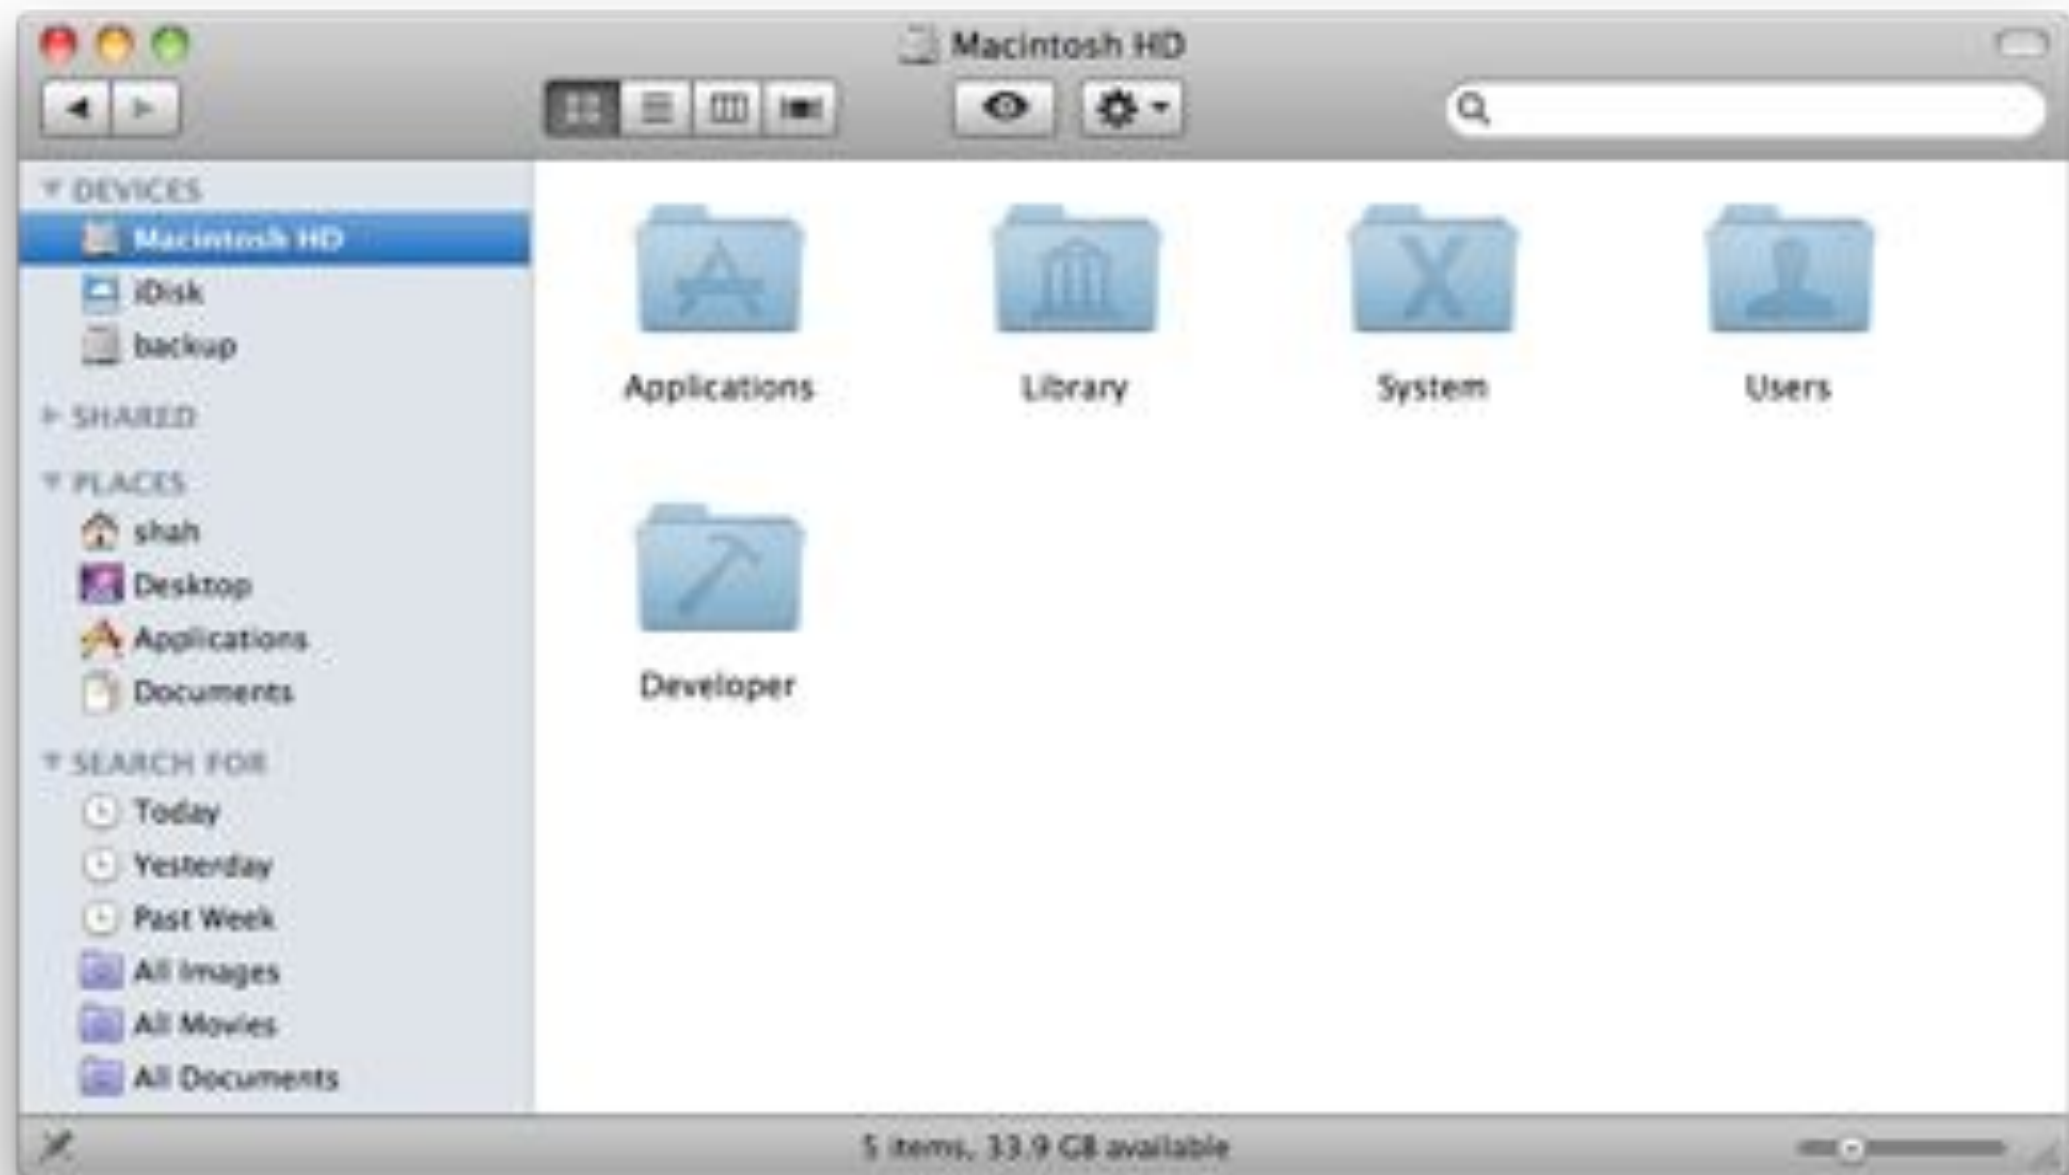 Macintosh HD
DEVICES
Macintosh HD
iDisk
backup
SHARED
PLACES
shah
Desktop
Applications
Documents
SEARCH FOR
Today
Yesterday
Past Week
All Images
All Movies
All Documents
Applications
Library
System
Users
Developer
5 items, 33.9 GB available